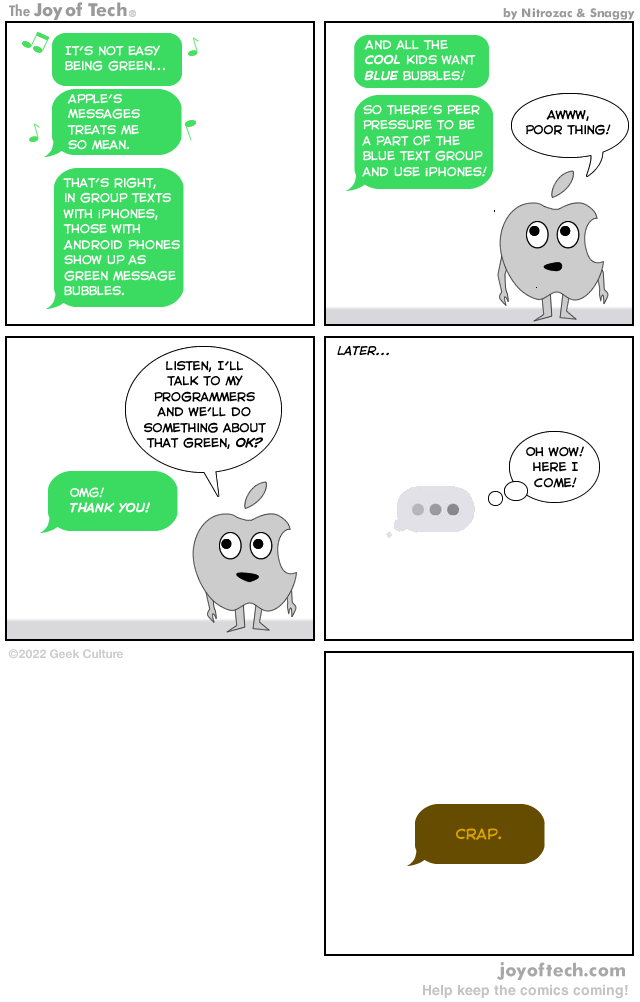 The Joy of Tech®
by Nitrozac & Snaggy
IT'S NOT EASY
BEING GREEN...
APPLE'S
MESSAGES
TREATS ME
SO MEAN.
THAT'S RIGHT,
IN GROUP TEXTS
WITH iPHONES,
THOSE WITH
ANDROID PHONES
SHOW UP AS
GREEN MESSAGE
BUBBLES.
AND ALL THE
COOL KIDS WANT
BLUE BUBBLES!
SO THERE'S PEER
PRESSURE TO BE
A PART OF THE
BLUE TEXT GROUP
AND USE iPHONES!
AWWW,
POOR THING!
LISTEN, I'LL
TALK TO MY
PROGRAMMERS
AND WE'LL DO
SOMETHING ABOUT
THAT GREEN, OK?
OMG!
THANK YOU!
LATER...
OH WOW!
HERE I
COME!
©2022 Geek Culture
CRAP.
joyoftech.com
Help keep the comics coming!